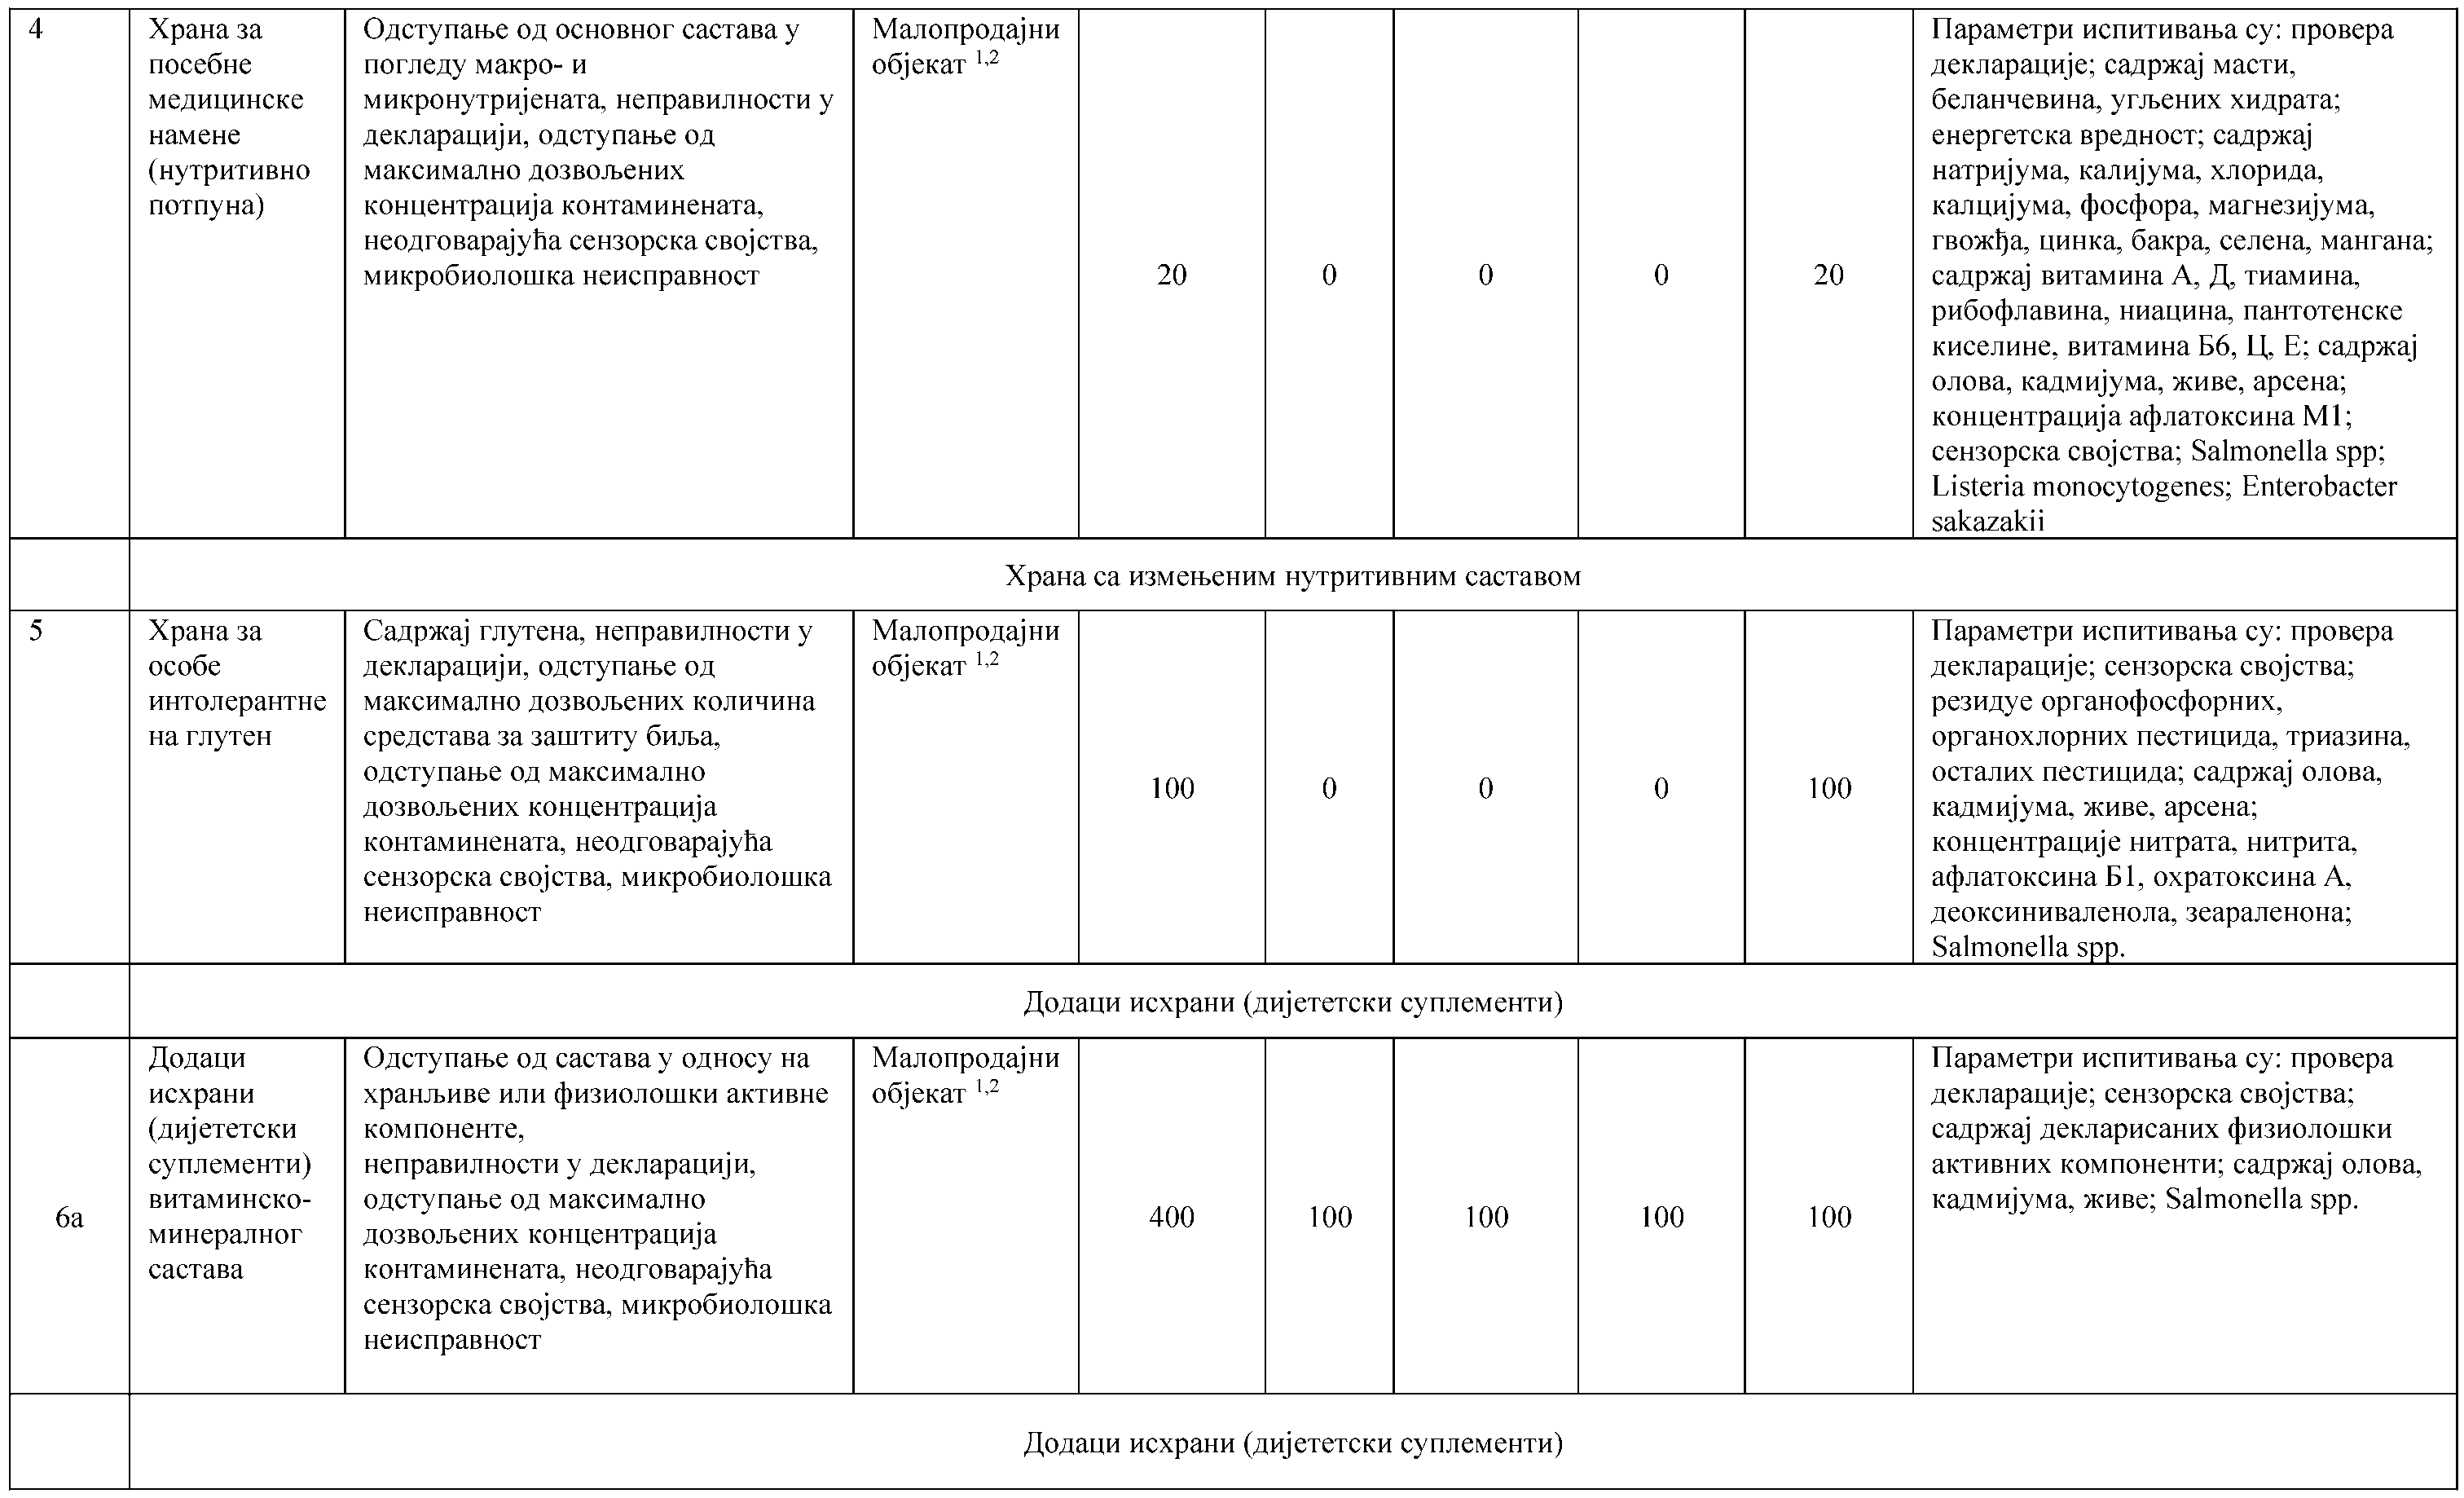 4
Храна за
посебне
медицинске
намене
(нутритивно
потпуна)
Одступање од основног састава у
погледу макро- и
микронутријената, неправилности у
декларацији, одступање од
максимално дозвољених
концентрација контаминената,
неодговарајућа сензорска својства,
микробиолошка неисправност
Малопродајни
објекат 1,2
20
0
0
0
20
Параметри испитивања су: провера
декларације; садржај масти,
беланчевина, угљених хидрата;
енергетска вредност; садржај
натријума, калијума, хлорида,
калцијума, фосфора, магнезијума,
гвожђа, цинка, бакра, селена, мангана;
садржај витамина А, Д, тиамина,
рибофлавина, ниацина, пантотенске
киселине, витамина Б6, Ц, Е; садржај
олова, кадмијума, живе, арсена;
концентрација афлатоксина М1;
сензорска својства; Salmonella spp;
Listeria monocytogenes; Enterobacter
sakazakii
Храна са измењеним нутритивним саставом
5
Храна за
особе
интолерантне
на глутен
Садржај глутена, неправилности у
декларацији, одступање од
максимално дозвољених количина
средстава за заштиту биља,
одступање од максимално
дозвољених концентрација
контаминената, неодговарајућа
сензорска својства, микробиолошка
неисправност
Малопродајни
објекат 1,2
100
0
0
0
100
Параметри испитивања су: провера
декларације; сензорска својства;
резидуе органофосфорних,
органохлорних пестицида, триазина,
осталих пестицида; садржај олова,
кадмијума, живе, арсена;
концентрације нитрата, нитрита,
афлатоксина Б1, охратоксина А,
деоксиниваленола, зеараленона;
Salmonella spp.
Додаци исхрани (дијететски суплементи)
6а
Додаци
исхрани
(дијететски
суплементи)
витаминско-
минералног
састава
Одступање од састава у односу на
хранљиве или физиолошки активне
компоненте,
неправилности у декларацији,
одступање од максимално
дозвољених концентрација
контаминената, неодговарајућа
сензорска својства, микробиолошка
неисправност
Малопродајни
објекат 1,2
400
100
100
100
100
Параметри испитивања су: провера
декларације; сензорска својства;
садржај декларисаних физиолошки
активних компоненти; садржај олова,
кадмијума, живе; Salmonella spp.
Додаци исхрани (дијететски суплементи)